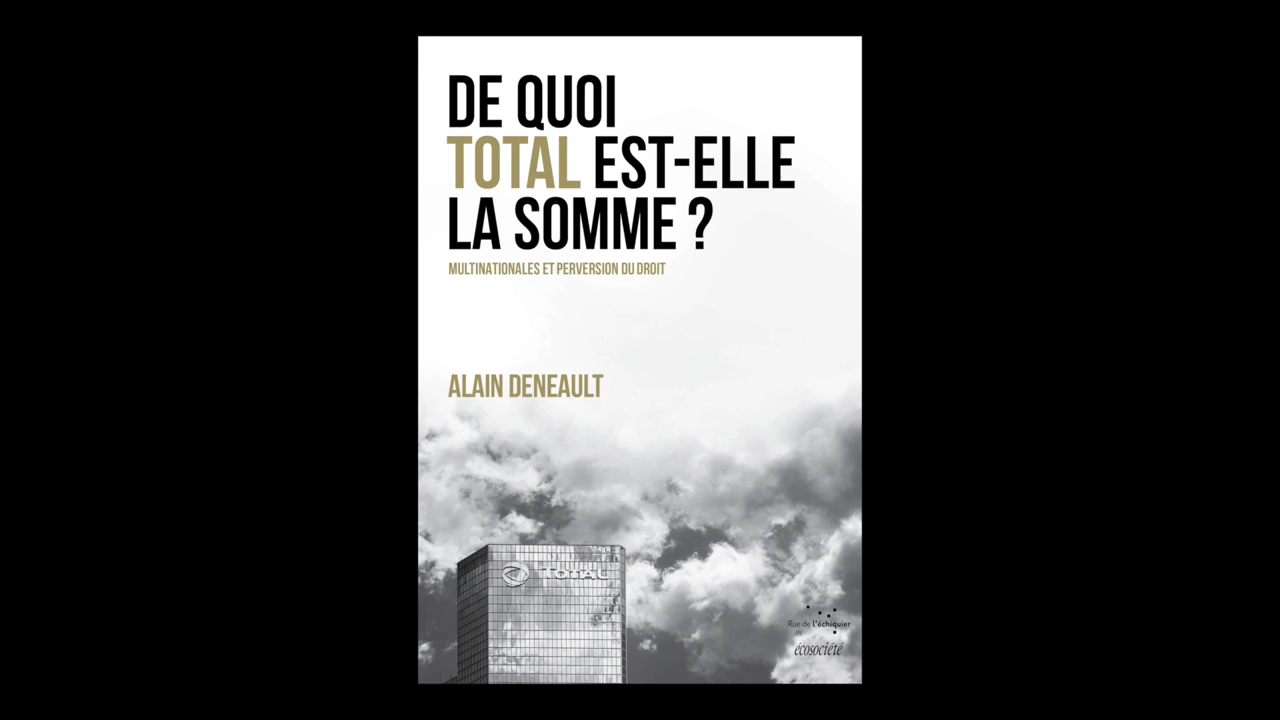 DE QUOI
TOTAL EST-ELLE
LA SOMME ?
MULTINATIONALES ET PERVERSION DU DROIT
ALAIN DENEAULT
TOTAL
Rue de L'échiquier
écosociété